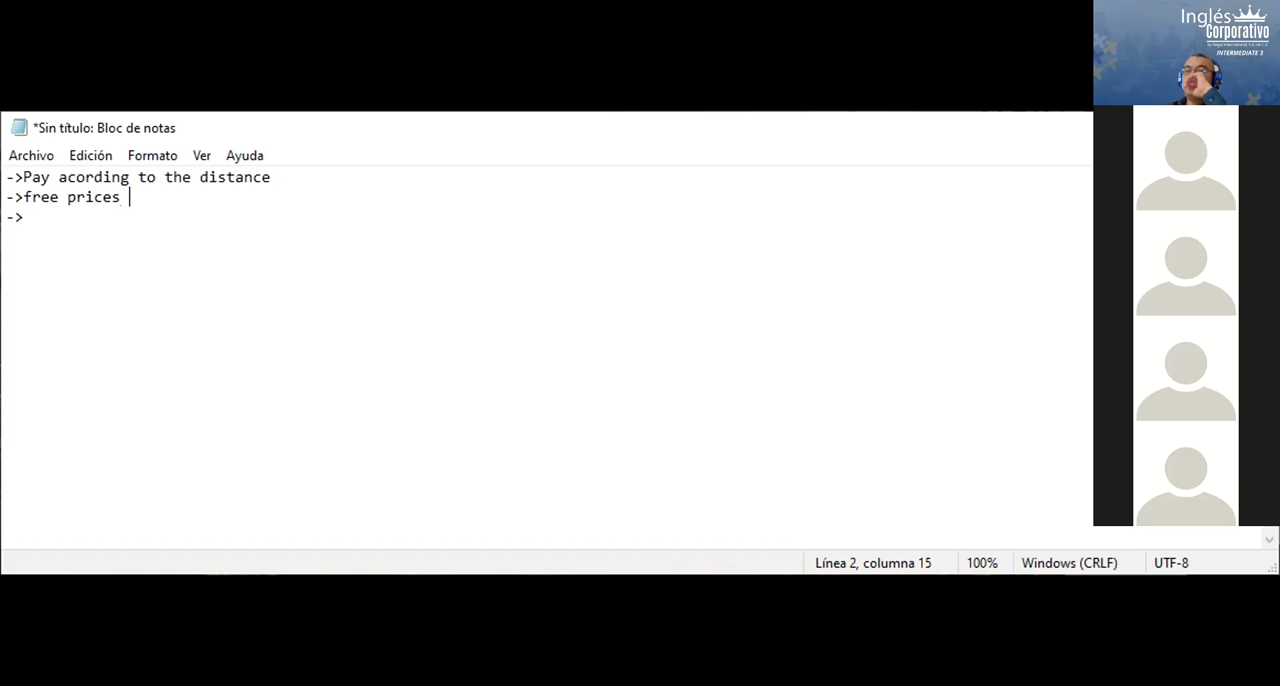 Inglés
Corporativo
INTERMEDIATE 3
*Sin título: Bloc de notas
Archivo Edición Formato Ver Ayuda
->Pay acording to the distance
->free prices
->
Línea 2, columna 15 100% Windows (CRLF) UTF-8